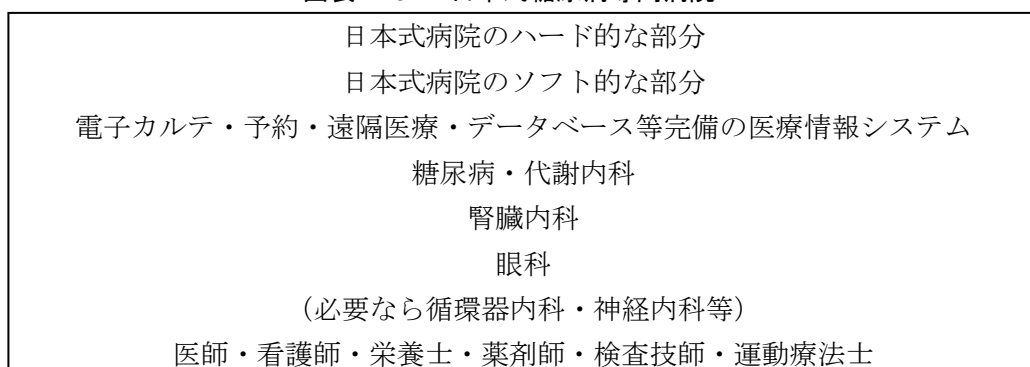 日本式病院のハード的な部分
日本式病院のソフト的な部分
電子カルテ・予約・遠隔医療・データベース等完備の医療情報システム
糖尿病・代謝内科
腎臓内科
眼科
（必要なら循環器内科・神経内科等）
医師・看護師・栄養士・薬剤師・検査技師・運動療法士